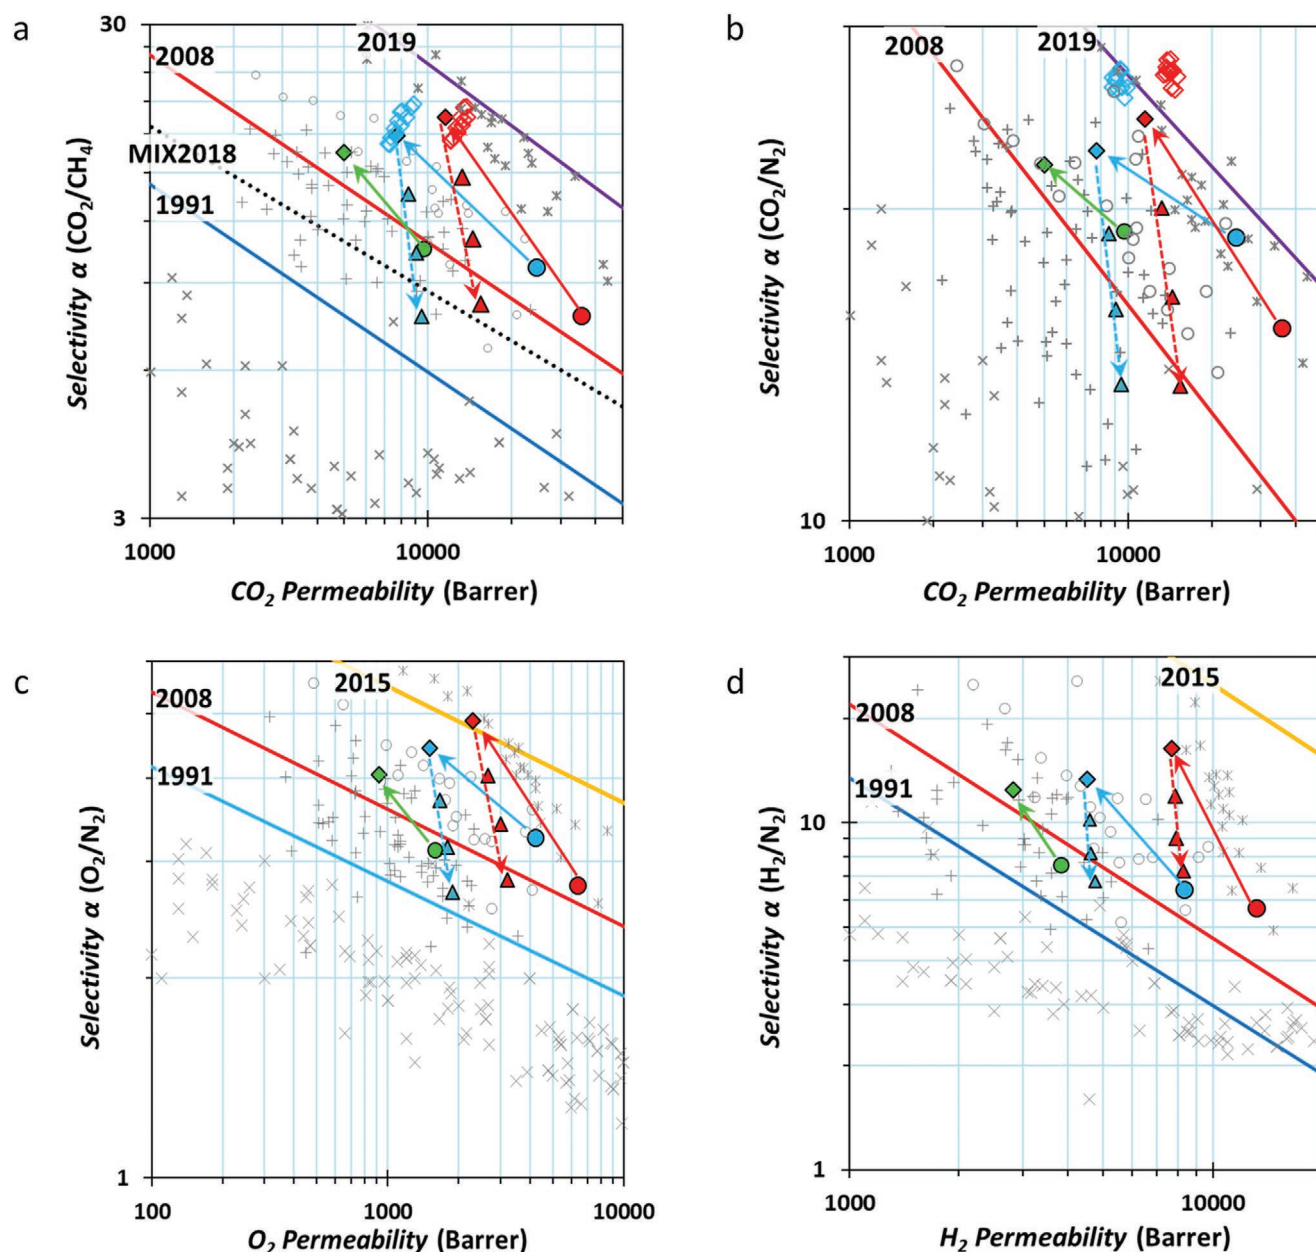 a
30
2008
2019
MIX2018
1991
Selectivity α (CO₂/CH₄)
3
1000
10000
CO₂ Permeability (Barrer)
b
2008
2019
Selectivity α (CO₂/N₂)
10
1000
10000
CO₂ Permeability (Barrer)
c
2008
2015
1991
Selectivity α (O₂/N₂)
1
100
1000
10000
O₂ Permeability (Barrer)
d
2008
2015
1991
10
Selectivity α (H₂/N₂)
1
1000
10000
H₂ Permeability (Barrer)